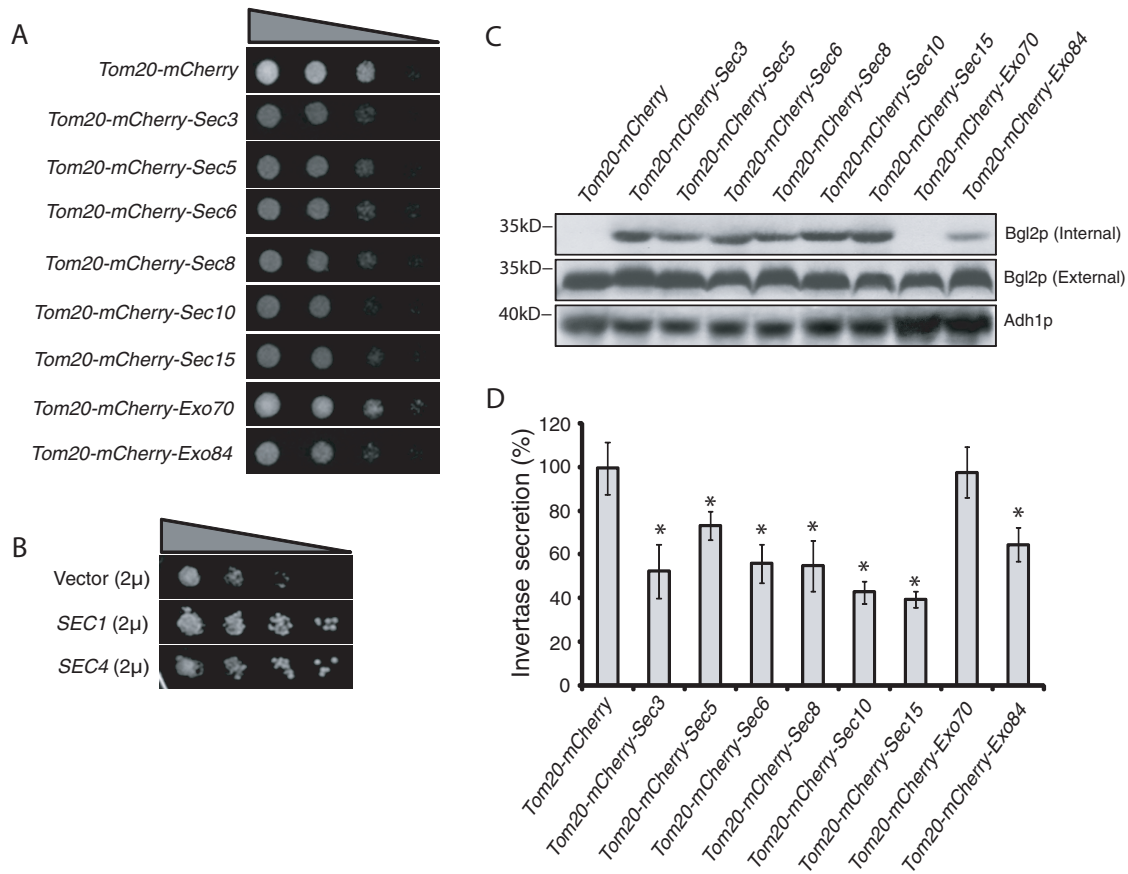 A
Tom20-mCherry
Tom20-mCherry-Sec3
Tom20-mCherry-Sec5
Tom20-mCherry-Sec6
Tom20-mCherry-Sec8
Tom20-mCherry-Sec10
Tom20-mCherry-Sec15
Tom20-mCherry-Exo70
Tom20-mCherry-Exo84
B
Vector (2µ)
SEC1 (2µ)
SEC4 (2µ)
C
Tom20-mCherry
Tom20-mCherry-Sec3
Tom20-mCherry-Sec5
Tom20-mCherry-Sec6
Tom20-mCherry-Sec8
Tom20-mCherry-Sec10
Tom20-mCherry-Sec15
Tom20-mCherry-Exo70
Tom20-mCherry-Exo84
35kD
Bgl2p (Internal)
35kD
Bgl2p (External)
40kD
Adh1p
D
Invertase secretion (%)
120
100
80
60
40
20
0
* * * * * * *
Tom20-mCherry
Tom20-mCherry-Sec3
Tom20-mCherry-Sec5
Tom20-mCherry-Sec6
Tom20-mCherry-Sec8
Tom20-mCherry-Sec10
Tom20-mCherry-Sec15
Tom20-mCherry-Exo70
Tom20-mCherry-Exo84